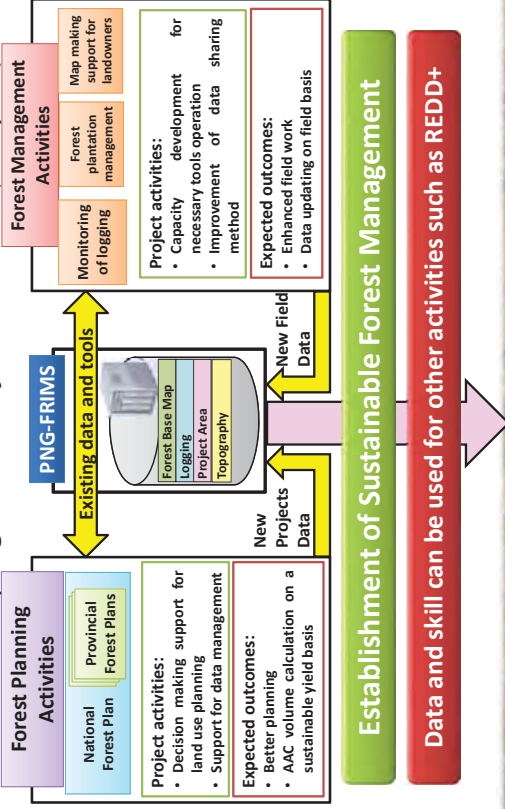 Forest Planning
Activities
National
Forest Plan
Provincial
Forest Plans
Project activities:
• Decision making support for
land use planning
• Support for data management
Expected outcomes:
• Better planning
• AAC volume calculation on a
sustainable yield basis
PNG-FRIMS
Existing data and tools
Forest Base Map
Logging
Project Area
Topography
New
Projects
Data
New Field
Data
Forest Management
Activities
Monitoring
of logging
Forest
plantation
management
Map making
support for
landowners
Project activities:
• Capacity development for
necessary tools operation
• Improvement of data sharing
method
Expected outcomes:
• Enhanced field work
• Data updating on field basis
Establishment of Sustainable Forest Management
Data and skill can be used for other activities such as REDD+